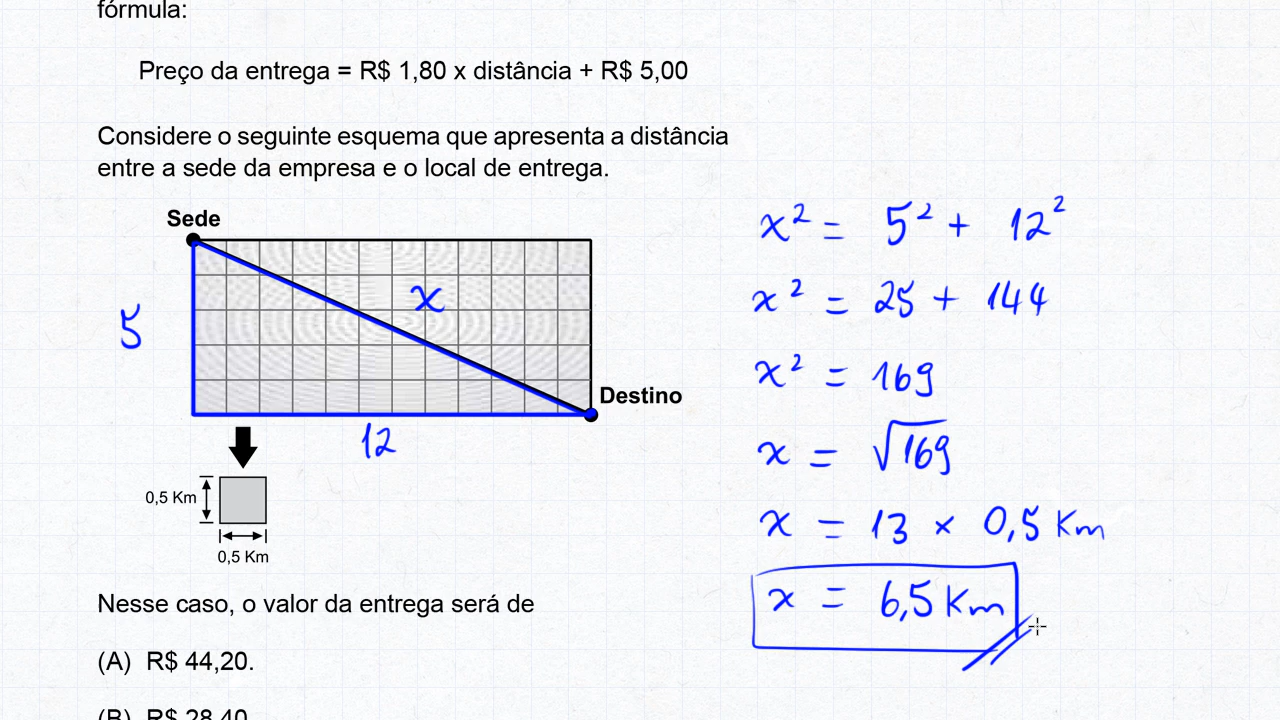 fórmula:
Preço da entrega = R$ 1,80 x distância + R$ 5,00
Considere o seguinte esquema que apresenta a distância
entre a sede da empresa e o local de entrega.
Sede
5
x
Destino
12
0,5 Km
0,5 Km
Nesse caso, o valor da entrega será de
(A) R$ 44,20.
(B) R$ 28,40
x² = 5² + 12²
x² = 25 + 144
x² = 169
x = √169
x = 13 × 0,5 Km
x = 6,5 Km